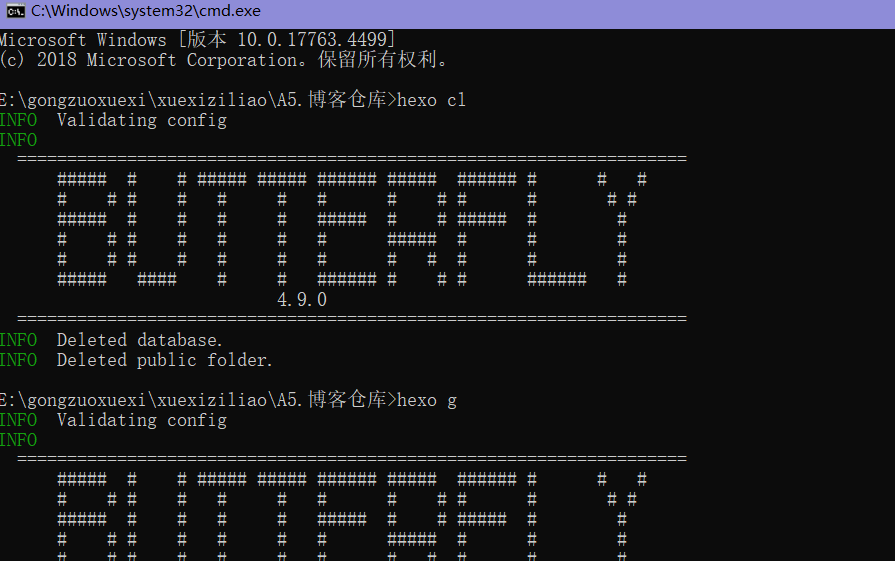 C:\Windows\system32\cmd.exe
Microsoft Windows [版本 10.0.17763.4499]
(c) 2018 Microsoft Corporation。保留所有权利。
E:\gongzuoxuexi\xuexiziliao\A5.博客仓库>hexo cl
INFO  Validating config
INFO
===================================================================
BUTTERFLY
4.9.0
===================================================================
INFO  Deleted database.
INFO  Deleted public folder.
E:\gongzuoxuexi\xuexiziliao\A5.博客仓库>hexo g
INFO  Validating config
INFO
===================================================================
BUTTERFLY